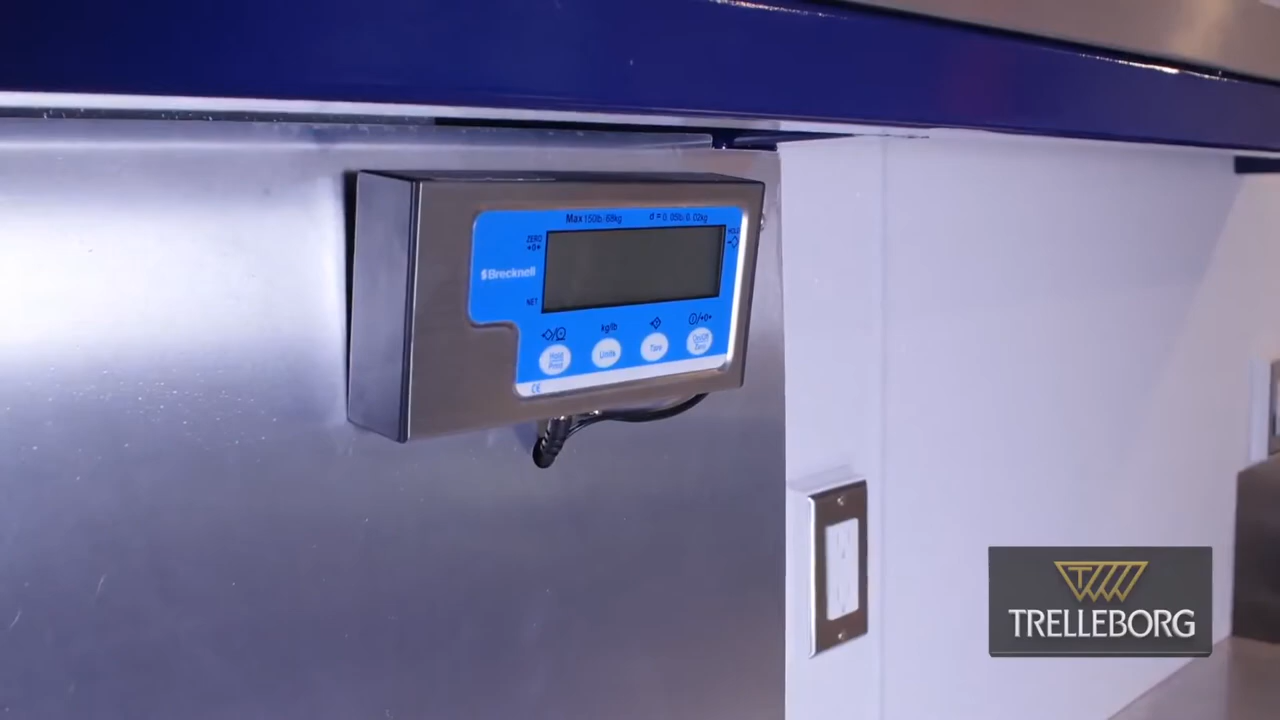 Max 150lb/68kg d = 0.05lb/0.02kg
ZERO
HOLD
Brecknell
NET
kg/lb
Hold
Print
Units
Tare
On/Off
Zero
CE
TRELLEBORG